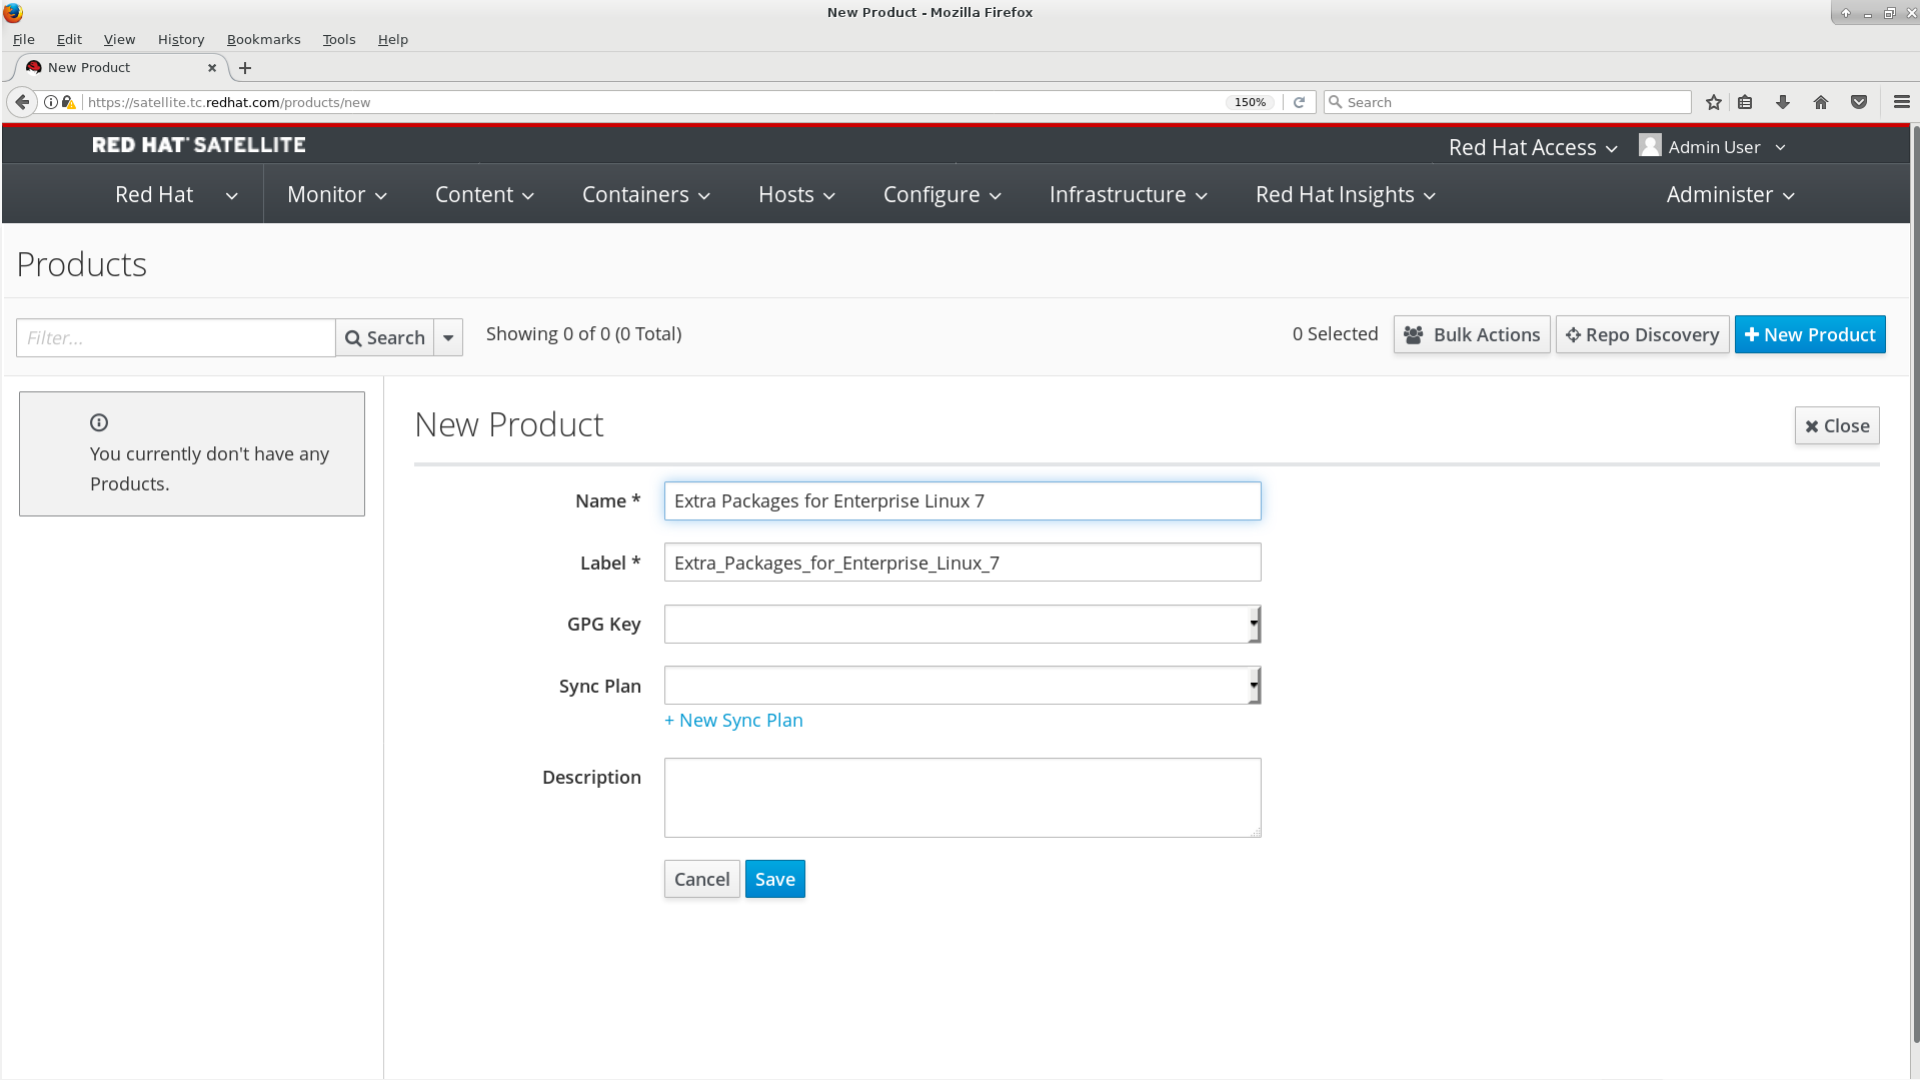 New Product - Mozilla Firefox
File Edit View History Bookmarks Tools Help
New Product
https://satellite.tc.redhat.com/products/new 150% Search
RED HAT SATELLITE Red Hat Access Admin User
Red Hat Monitor Content Containers Hosts Configure Infrastructure Red Hat Insights Administer
Products
Filter... Search Showing 0 of 0 (0 Total) 0 Selected Bulk Actions Repo Discovery + New Product
You currently don't have any
Products.
New Product Close
Name * Extra Packages for Enterprise Linux 7
Label * Extra_Packages_for_Enterprise_Linux_7
GPG Key
Sync Plan
+ New Sync Plan
Description
Cancel Save